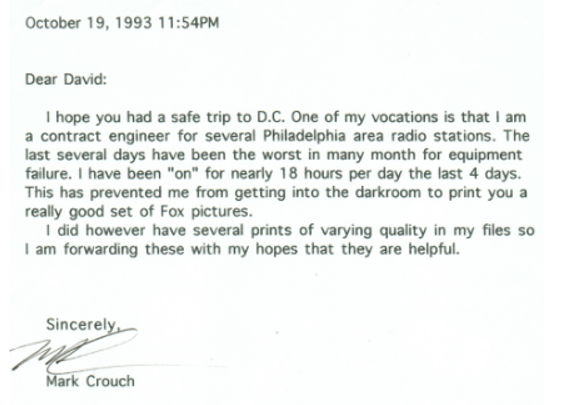 October 19, 1993 11:54PM
Dear David:
I hope you had a safe trip to D.C. One of my vocations is that I am
a contract engineer for several Philadelphia area radio stations. The
last several days have been the worst in many month for equipment
failure. I have been "on" for nearly 18 hours per day the last 4 days.
This has prevented me from getting into the darkroom to print you a
really good set of Fox pictures.
I did however have several prints of varying quality in my files so
I am forwarding these with my hopes that they are helpful.
Sincerely,
Mark Crouch